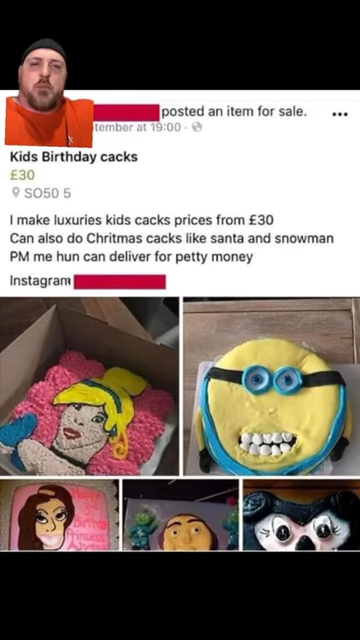 posted an item for sale.
tember at 19:00 ·
Kids Birthday cacks
£30
SO50 5
I make luxuries kids cacks prices from £30
Can also do Chritmas cacks like santa and snowman
PM me hun can deliver for petty money
Instagram
Birthday
Princess